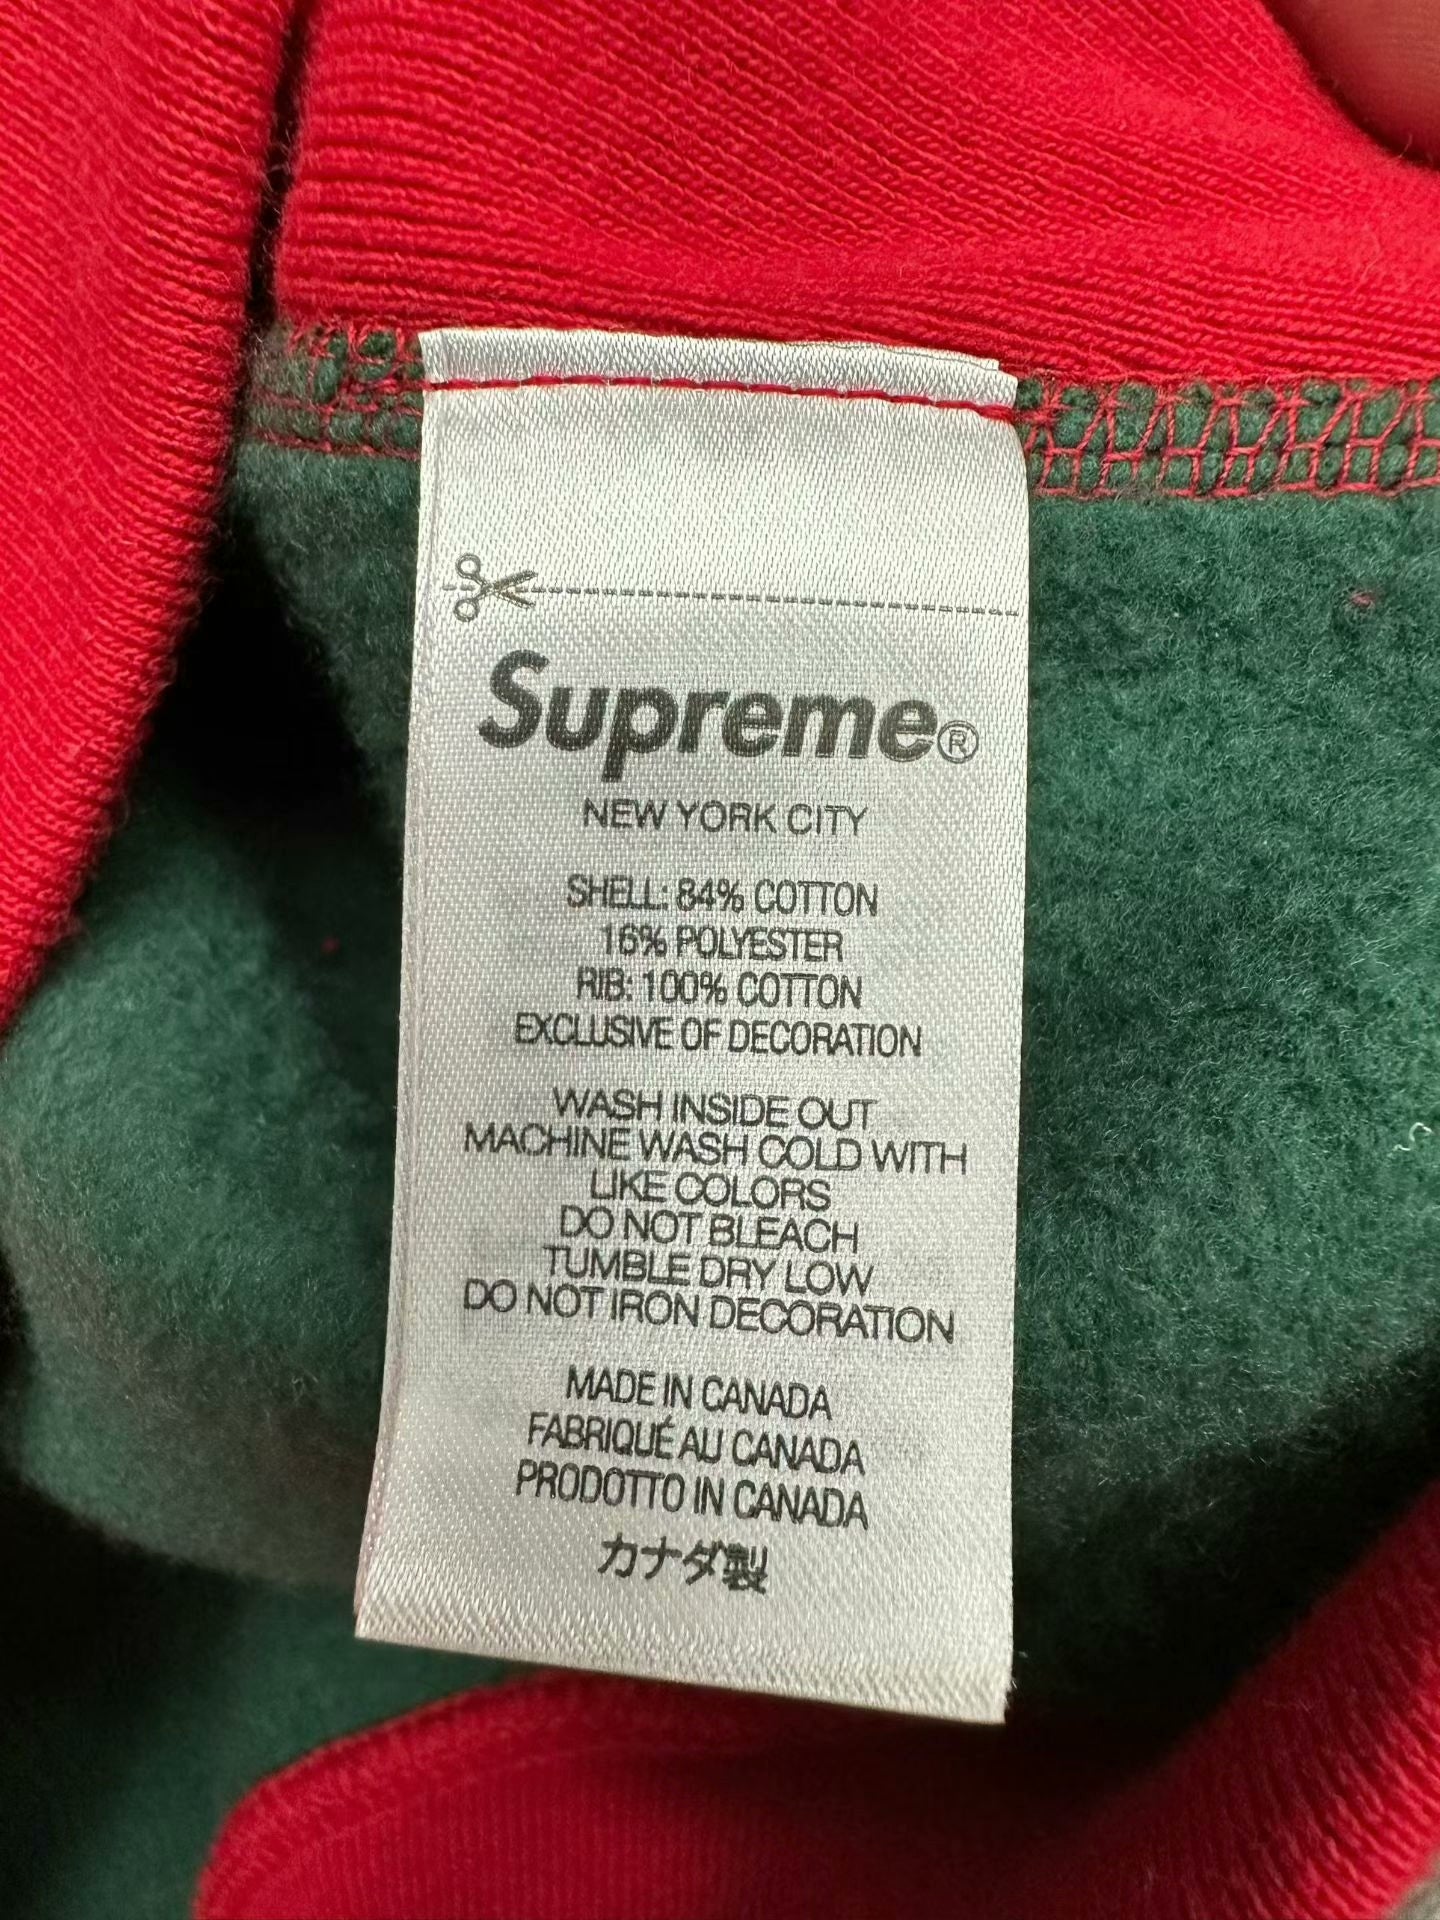 Supreme®
NEW YORK CITY
SHELL: 84% COTTON
16% POLYESTER
RIB: 100% COTTON
EXCLUSIVE OF DECORATION
WASH INSIDE OUT
MACHINE WASH COLD WITH
LIKE COLORS
DO NOT BLEACH
TUMBLE DRY LOW
DO NOT IRON DECORATION
MADE IN CANADA
FABRIQUÉ AU CANADA
PRODOTTO IN CANADA
カナダ製